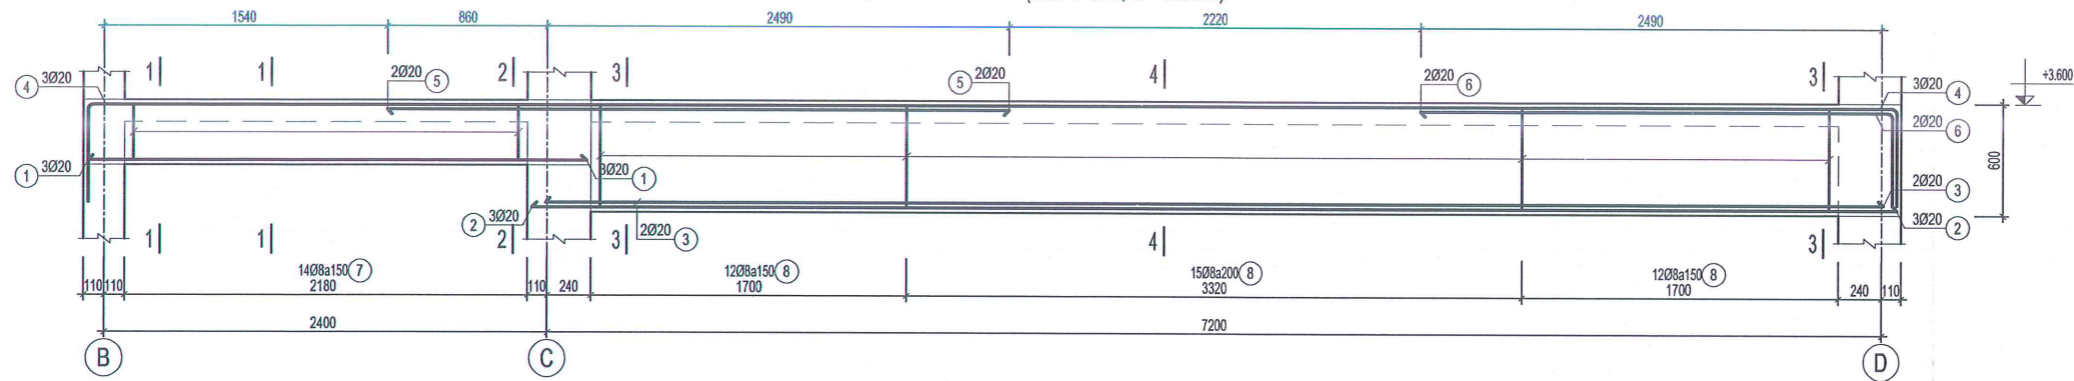 1540 860 2490 2220 2490
1 1 2 3 4 3
4 3Ø20 2Ø20 5 5 2Ø20 2Ø20 6 3Ø20 4 +3.600
2Ø20 6
600
1 3Ø20 3Ø20 1 2Ø20 3
2 3Ø20 2Ø20 3 3Ø20 2
1 1 2 3 4 3
14Ø8a150 7 12Ø8a150 8 15Ø8a200 8 12Ø8a150 8
110 110 2180 110 240 1700 3320 1700 240 110
2400 7200
B C D